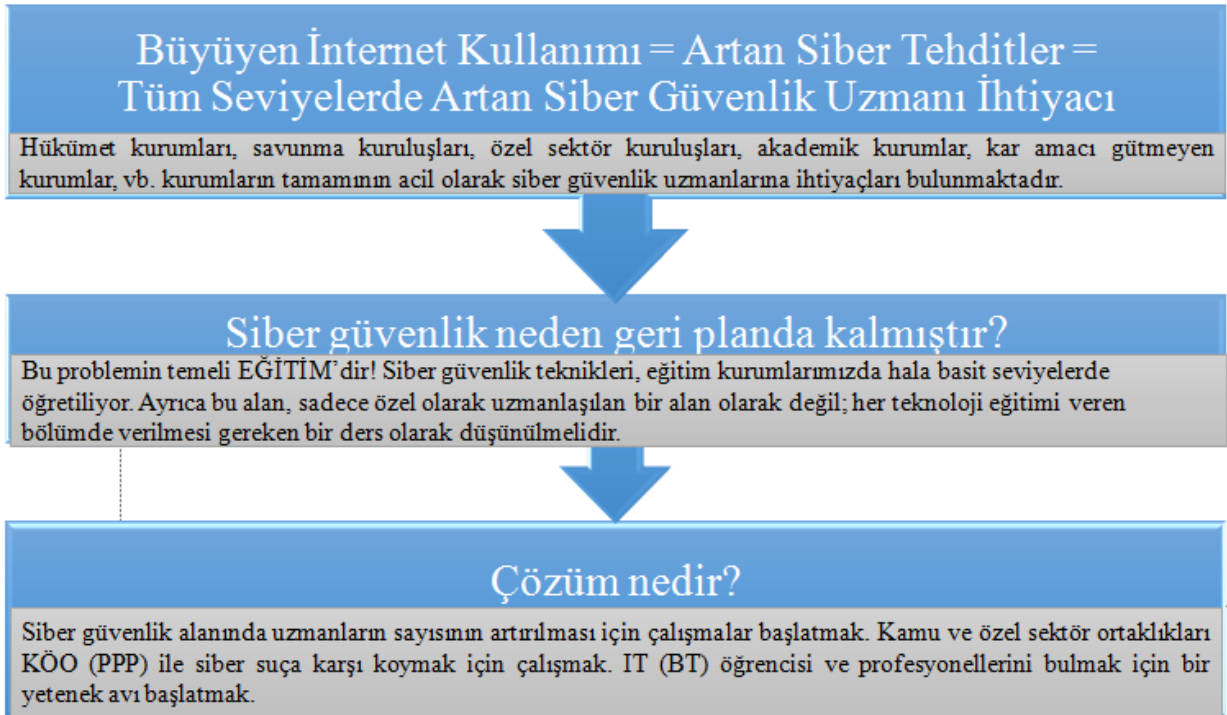 Büyüyen İnternet Kullanımı = Artan Siber Tehditler =
Tüm Seviyelerde Artan Siber Güvenlik Uzmanı İhtiyacı
Hükümet kurumları, savunma kuruluşları, özel sektör kuruluşları, akademik kurumlar, kar amacı gütmeyen
kurumlar, vb. kurumların tamamının acil olarak siber güvenlik uzmanlarına ihtiyaçları bulunmaktadır.
Siber güvenlik neden geri planda kalmıştır?
Bu problemin temeli EĞİTİM'dir! Siber güvenlik teknikleri, eğitim kurumlarımızda hala basit seviyelerde
öğretiliyor. Ayrıca bu alan, sadece özel olarak uzmanlaşılan bir alan olarak değil; her teknoloji eğitimi veren
bölümde verilmesi gereken bir ders olarak düşünülmelidir.
Çözüm nedir?
Siber güvenlik alanında uzmanların sayısının artırılması için çalışmalar başlatmak. Kamu ve özel sektör ortaklıkları
KÖO (PPP) ile siber suça karşı koymak için çalışmak. IT (BT) öğrencisi ve profesyonellerini bulmak için bir
yetenek avı başlatmak.